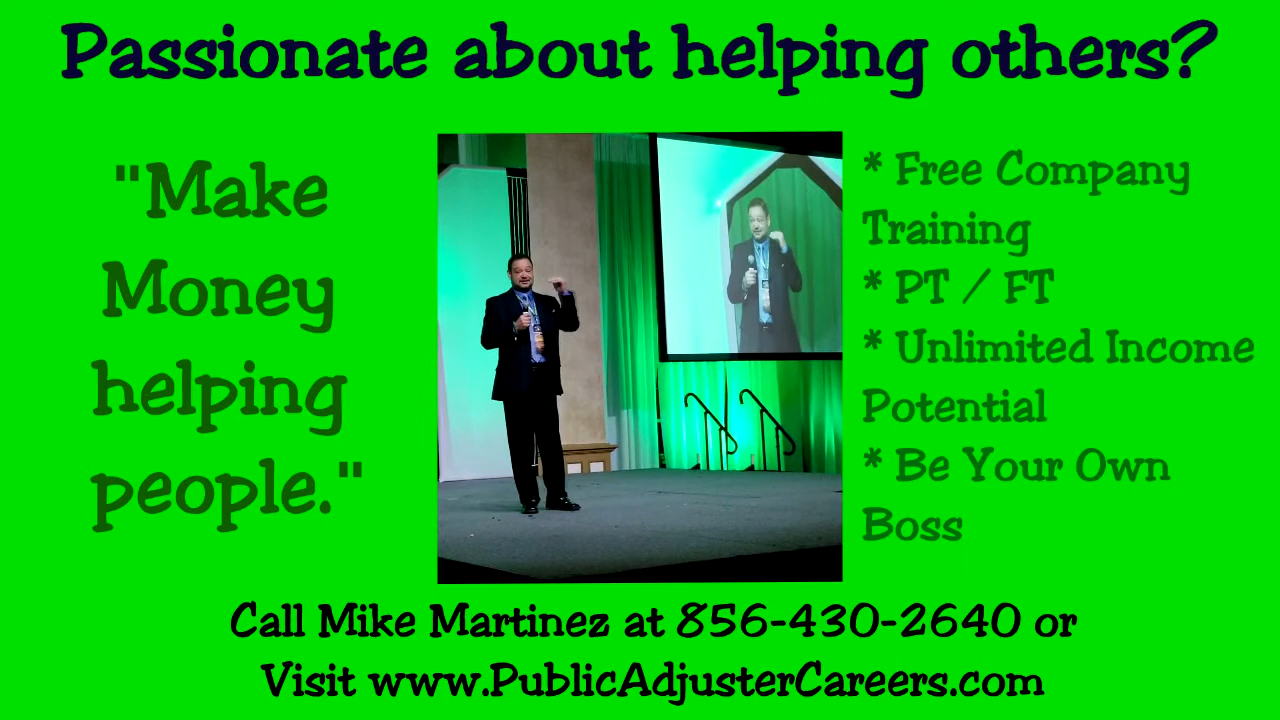 Passionate about helping others?
"Make
Money
helping
people."
* Free Company
Training
* PT / FT
* Unlimited Income
Potential
* Be Your Own
Boss
Call Mike Martinez at 856-430-2640 or
Visit www.PublicAdjusterCareers.com